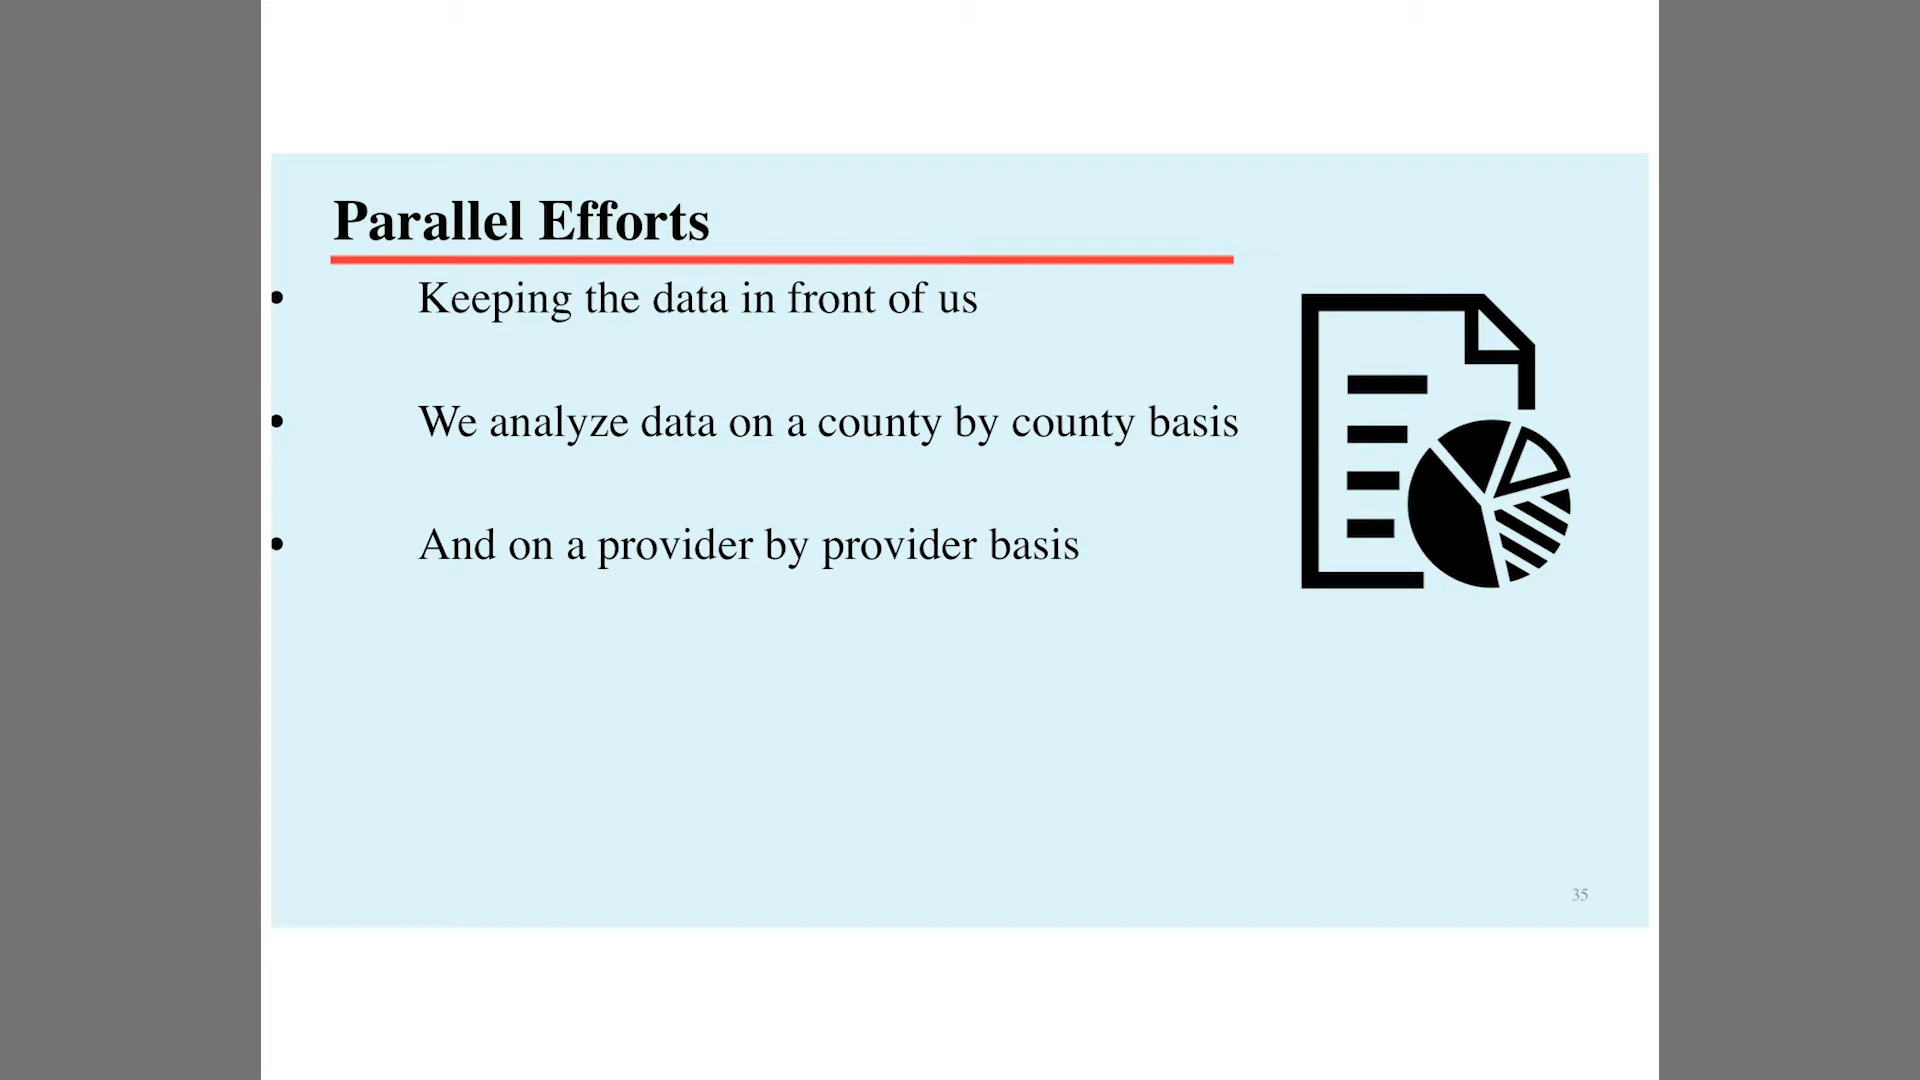 Parallel Efforts
• Keeping the data in front of us
• We analyze data on a county by county basis
• And on a provider by provider basis
35